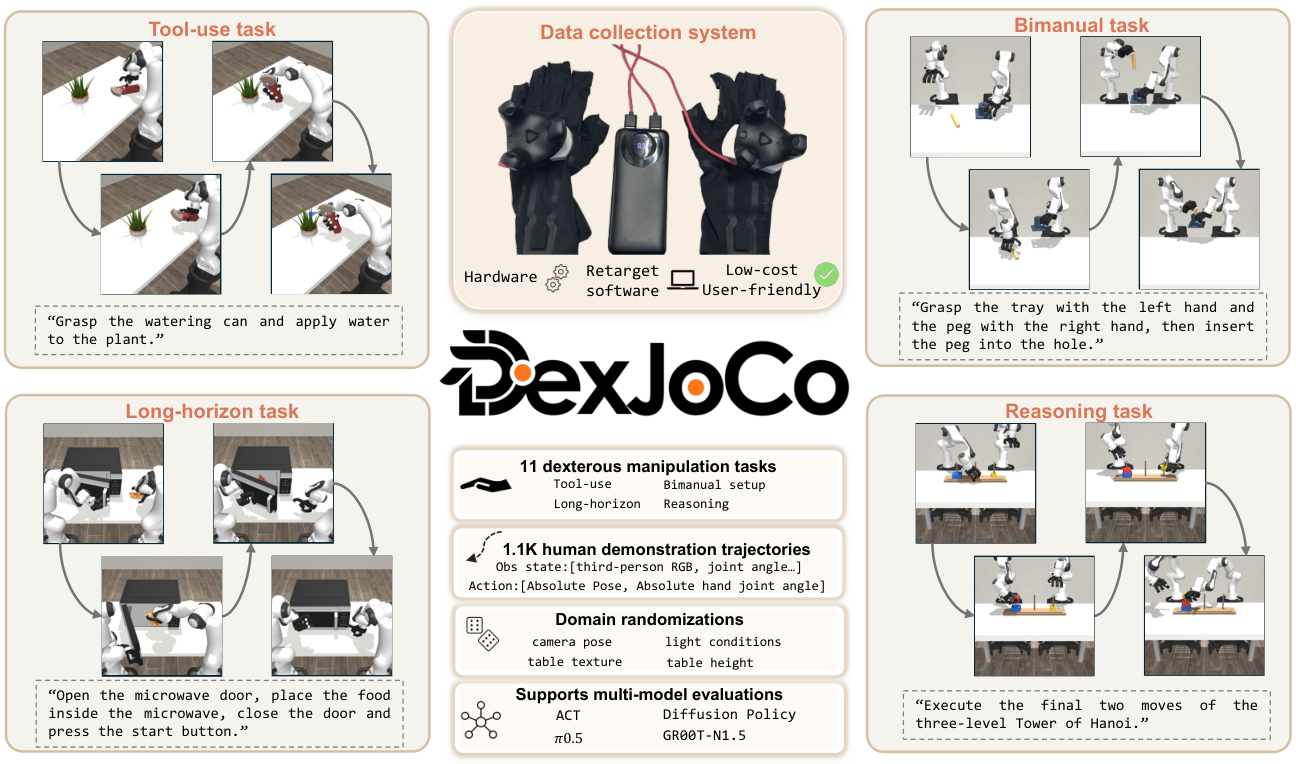 Tool-use task
“Grasp the watering can and apply water
to the plant.”
Long-horizon task
“Open the microwave door, place the food
inside the microwave, close the door and
press the start button.”
Data collection system
Hardware
Retarget
software
Low-cost
User-friendly
DexJoCo
11 dexterous manipulation tasks
Tool-use Bimanual setup
Long-horizon Reasoning
1.1K human demonstration trajectories
Obs state:[third-person RGB, joint angle…]
Action:[Absolute Pose, Absolute hand joint angle]
Domain randomizations
camera pose light conditions
table texture table height
Supports multi-model evaluations
ACT Diffusion Policy
π0.5 GR00T-N1.5
Bimanual task
“Grasp the tray with the left hand and
the peg with the right hand, then insert
the peg into the hole.”
Reasoning task
“Execute the final two moves of the
three-level Tower of Hanoi.”